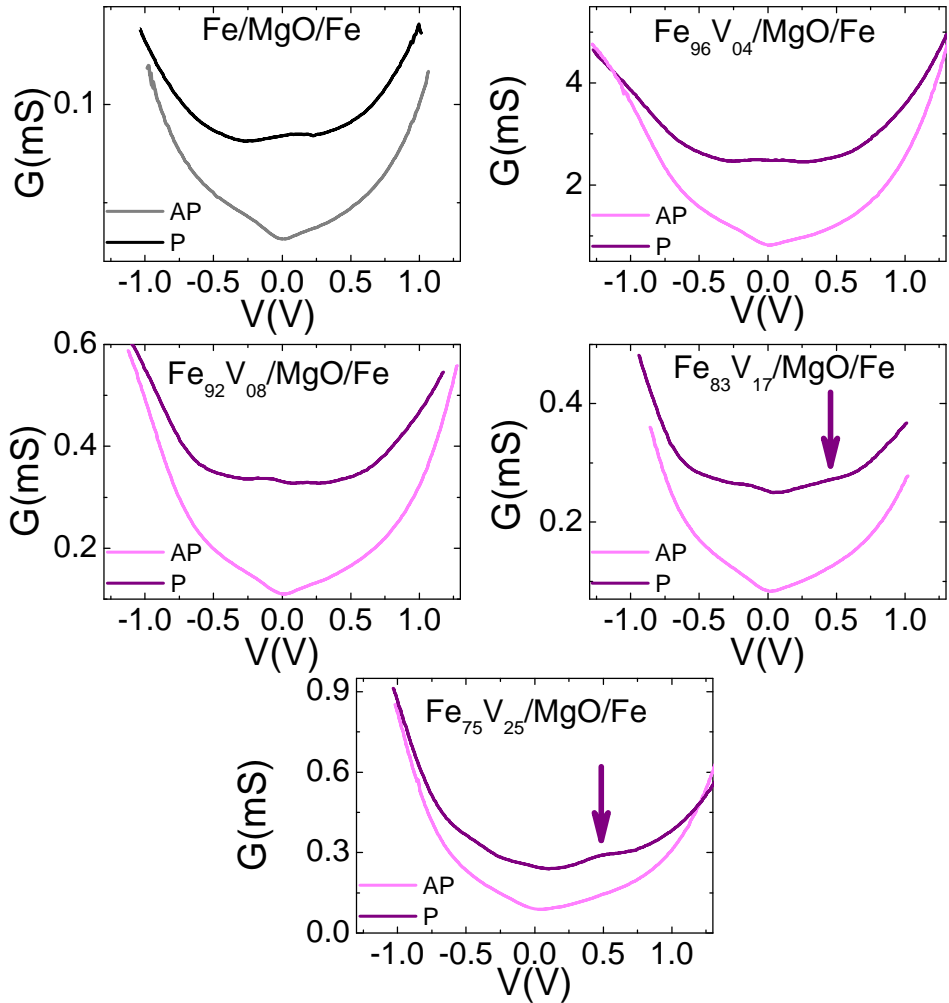 Fe/MgO/Fe
G(mS)
0.1
AP
P
-1.0 -0.5 0.0 0.5 1.0
V(V)
Fe₉₆V₀₄/MgO/Fe
G(mS)
4
2
AP
P
-1.0 -0.5 0.0 0.5 1.0
V(V)
Fe₉₂V₀₈/MgO/Fe
G(mS)
0.6
0.4
0.2
AP
P
-1.0 -0.5 0.0 0.5 1.0
V(V)
Fe₈₃V₁₇/MgO/Fe
G(mS)
0.4
0.2
AP
P
-1.0 -0.5 0.0 0.5 1.0
V(V)
Fe₇₅V₂₅/MgO/Fe
G(mS)
0.9
0.6
0.3
0.0
AP
P
-1.0 -0.5 0.0 0.5 1.0
V(V)